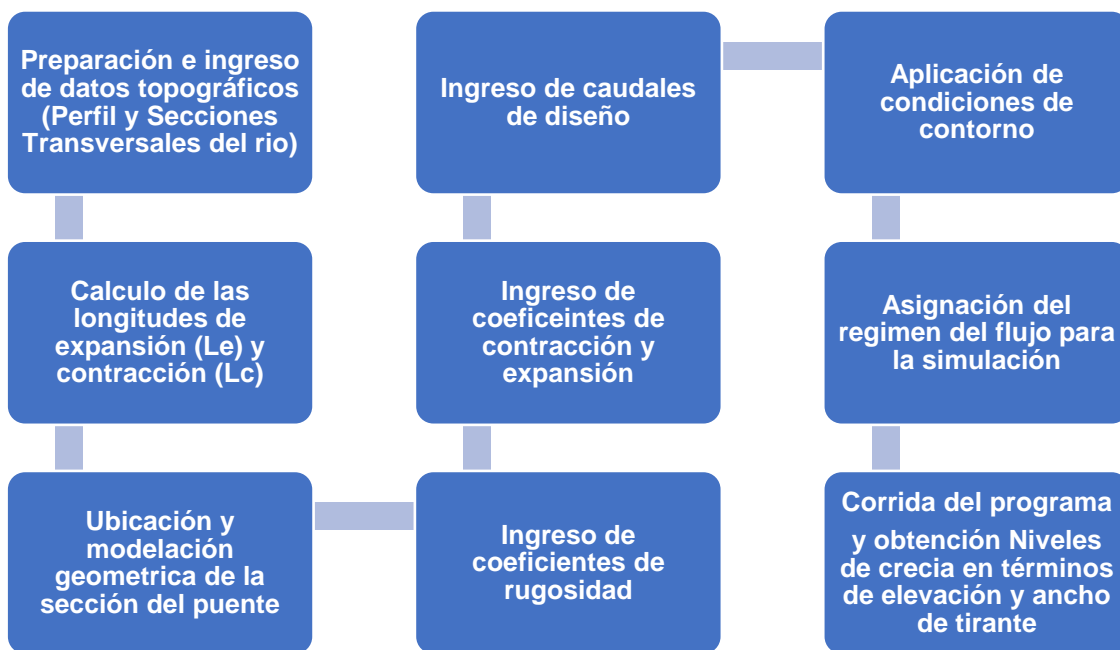 Preparación e ingreso
de datos topográficos
(Perfil y Secciones
Transversales del rio)
Calculo de las
longitudes de
expansión (Le) y
contracción (Lc)
Ubicación y
modelación
geometrica de la
sección del puente
Ingreso de
coeficientes de
rugosidad
Ingreso de
coeficeintes de
contracción y
expansión
Ingreso de caudales
de diseño
Aplicación de
condiciones de
contorno
Asignación del
regimen del flujo para
la simulación
Corrida del programa
y obtención Niveles
de crecia en términos
de elevación y ancho
de tirante